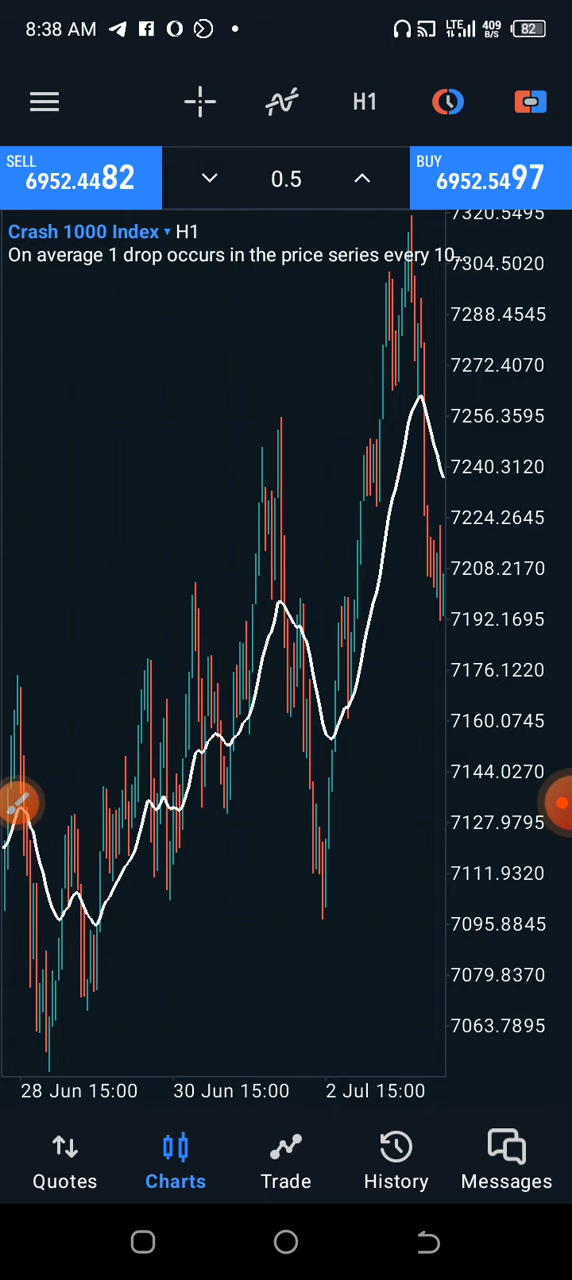 8:38 AM
LTE 409 B/S 82
H1
SELL
6952.4482
0.5
BUY
6952.5497
Crash 1000 Index ▾ H1
On average 1 drop occurs in the price series every 10..
7320.5495
7304.5020
7288.4545
7272.4070
7256.3595
7240.3120
7224.2645
7208.2170
7192.1695
7176.1220
7160.0745
7144.0270
7127.9795
7111.9320
7095.8845
7079.8370
7063.7895
28 Jun 15:00 30 Jun 15:00 2 Jul 15:00
Quotes Charts Trade History Messages